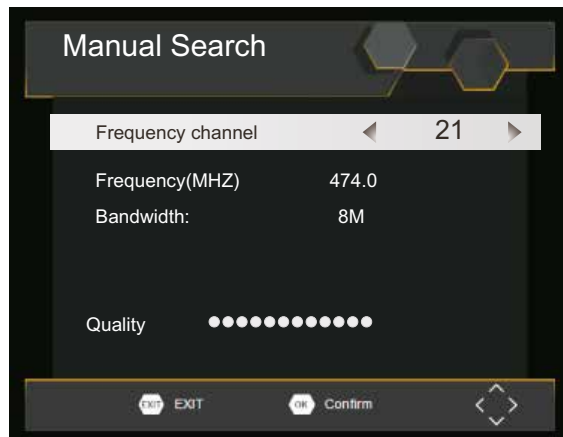 Manual Search
Frequency channel 21
Frequency(MHZ) 474.0
Bandwidth: 8M
Quality
EXIT EXIT OK Confirm